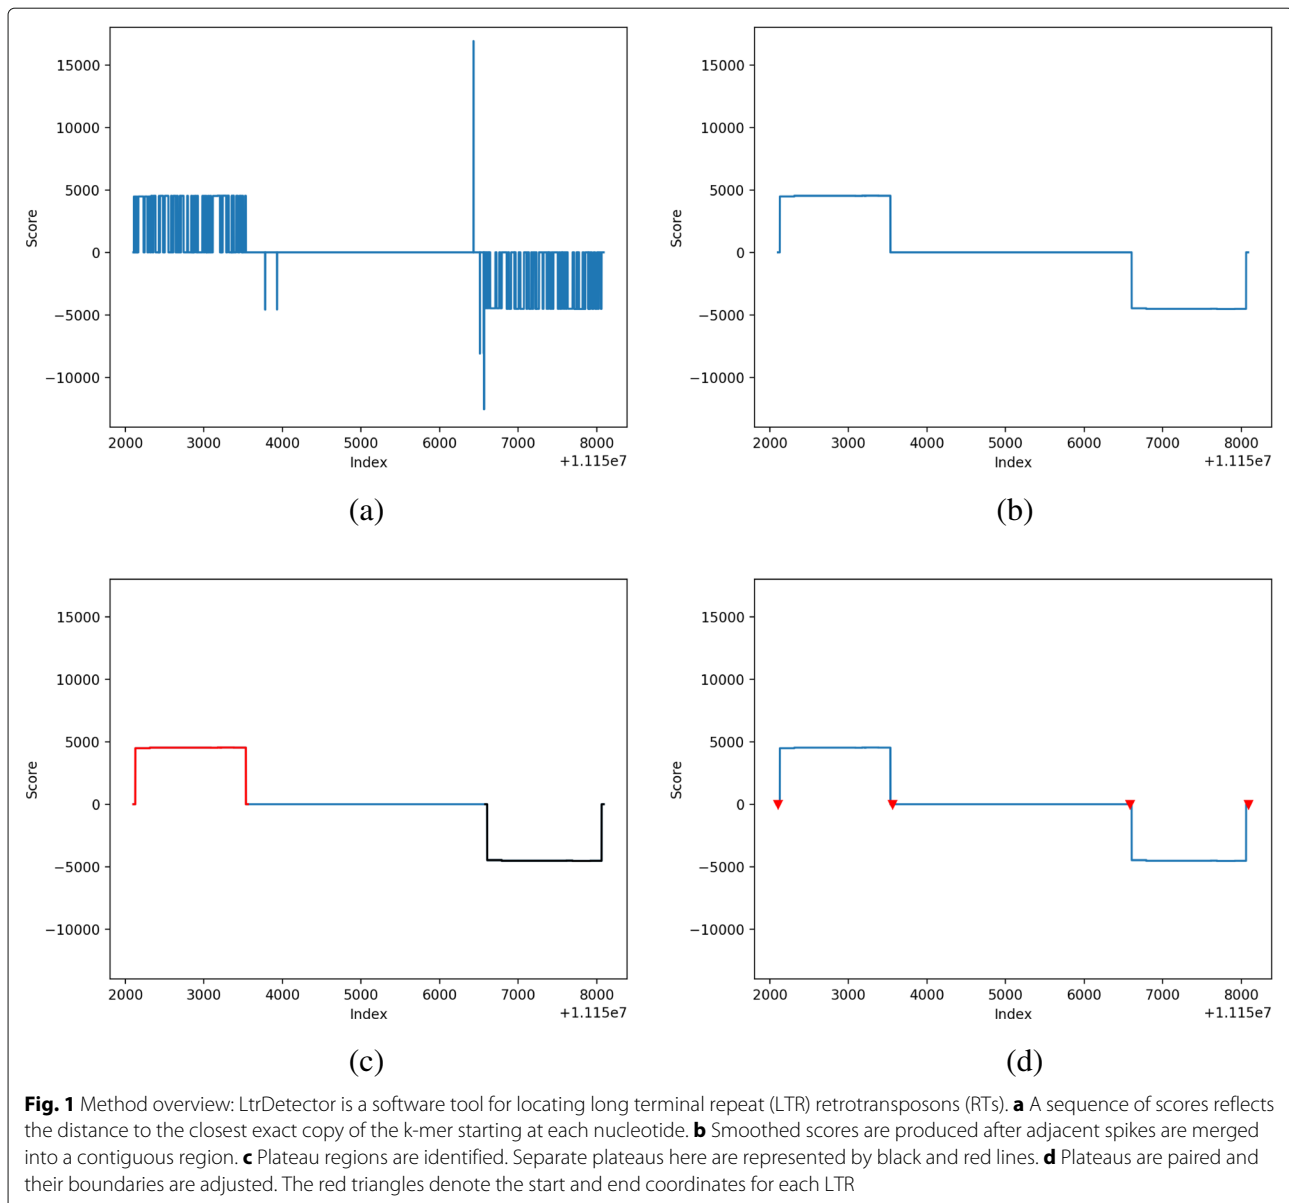 15000
10000
5000
0
−5000
−10000
Score
2000 3000 4000 5000 6000 7000 8000
Index
+1.115e7
(a)
15000
10000
5000
0
−5000
−10000
Score
2000 3000 4000 5000 6000 7000 8000
Index
+1.115e7
(b)
15000
10000
5000
0
−5000
−10000
Score
2000 3000 4000 5000 6000 7000 8000
Index
+1.115e7
(c)
15000
10000
5000
0
−5000
−10000
Score
2000 3000 4000 5000 6000 7000 8000
Index
+1.115e7
(d)
Fig. 1 Method overview: LtrDetector is a software tool for locating long terminal repeat (LTR) retrotransposons (RTs). a A sequence of scores reflects
the distance to the closest exact copy of the k-mer starting at each nucleotide. b Smoothed scores are produced after adjacent spikes are merged
into a contiguous region. c Plateau regions are identified. Separate plateaus here are represented by black and red lines. d Plateaus are paired and
their boundaries are adjusted. The red triangles denote the start and end coordinates for each LTR